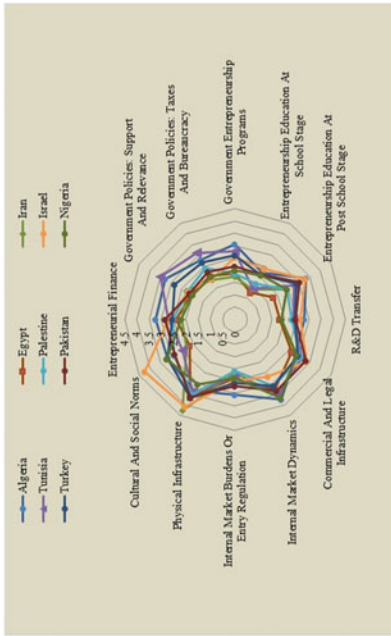 Algeria
Egypt
Iran
Tunisia
Palestine
Israel
Turkey
Pakistan
Nigeria
Entrepreneurial Finance
Government Policies: Support
And Relevance
Government Policies: Taxes
And Bureaucracy
Government Entrepreneurship
Programs
Entrepreneurship Education At
School Stage
Entrepreneurship Education At
Post School Stage
R&D Transfer
Commercial And Legal
Infrastructure
Internal Market Dynamics
Internal Market Burdens Or
Entry Regulation
Physical Infrastructure
Cultural And Social Norms
4.5
4
3.5
3
2.5
2
1.5
1
0.5
0